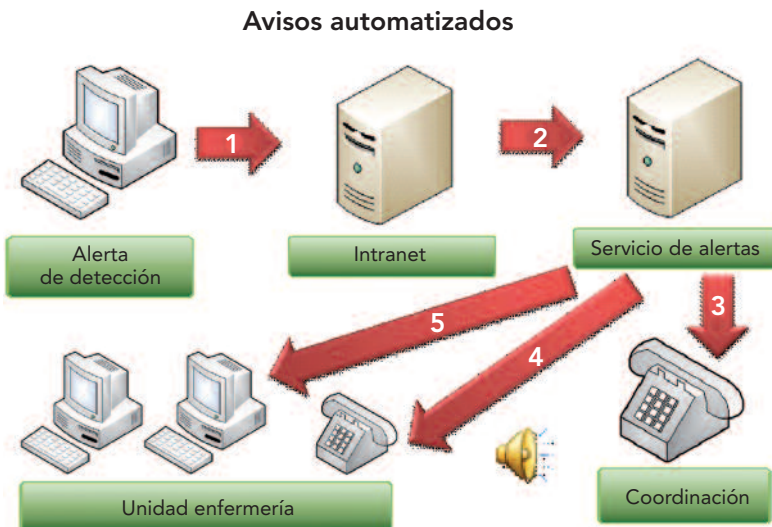 Avisos automatizados
1
2
Alerta
de detección
Intranet
Servicio de alertas
5
4
3
Unidad enfermería
Coordinación